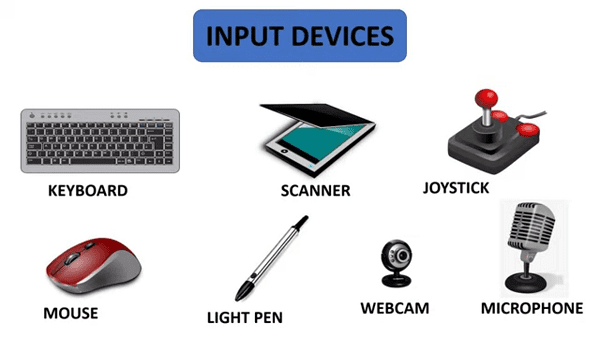 INPUT DEVICES
KEYBOARD
SCANNER
JOYSTICK
MOUSE
LIGHT PEN
WEBCAM
MICROPHONE